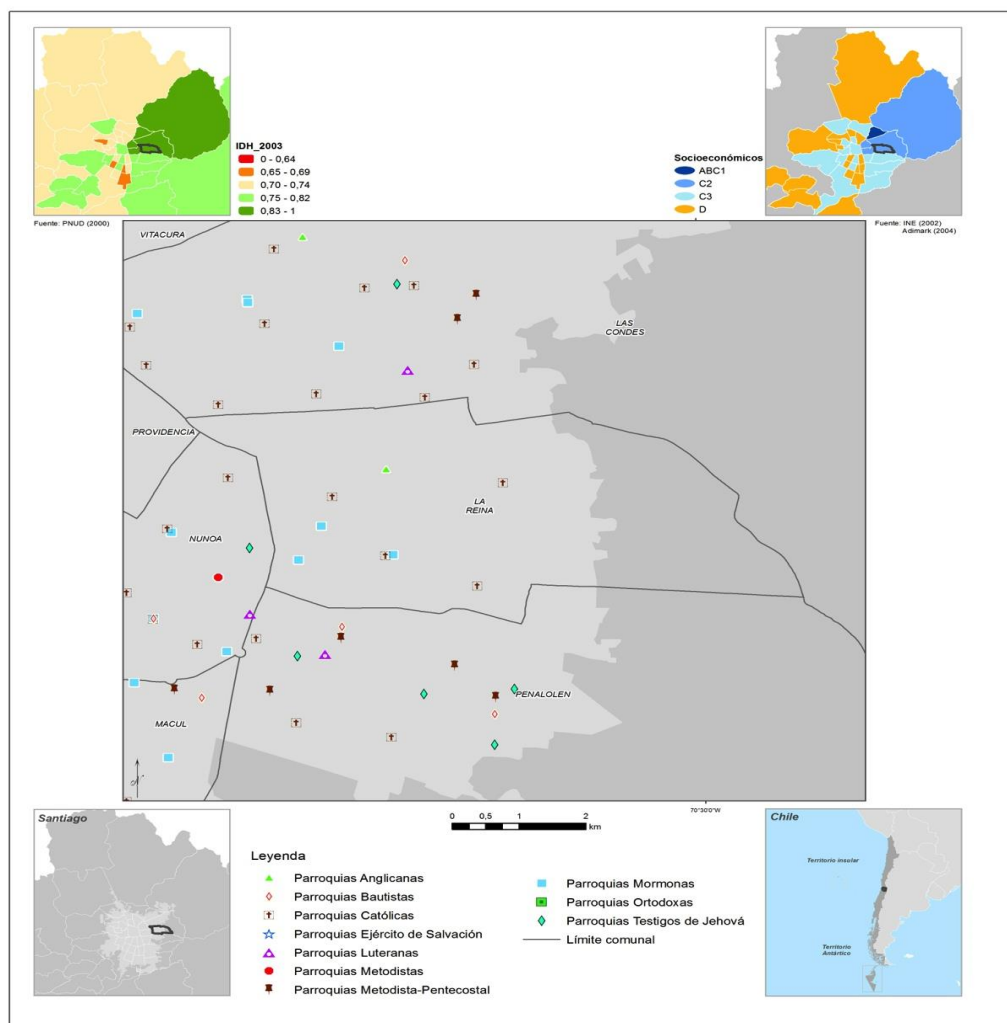 IDH_2003
0 - 0,64
0,65 - 0,69
0,70 - 0,74
0,75 - 0,82
0,83 - 1
Fuente: PNUD (2000)
Socioeconómicos
ABC1
C2
C3
D
Fuente: INE (2002)
Adimark (2004)
VITACURA
LAS
CONDES
PROVIDENCIA
LA
REINA
NUNOA
PENALOLEN
MACUL
N
70°30'0"W
Santiago
0 0,5 1 2
km
Chile
Territorio insular
Territorio
Antártico
Leyenda
Parroquias Anglicanas
Parroquias Bautistas
Parroquias Católicas
Parroquias Ejército de Salvación
Parroquias Luteranas
Parroquias Metodistas
Parroquias Metodista-Pentecostal
Parroquias Mormonas
Parroquias Ortodoxas
Parroquias Testigos de Jehová
Límite comunal